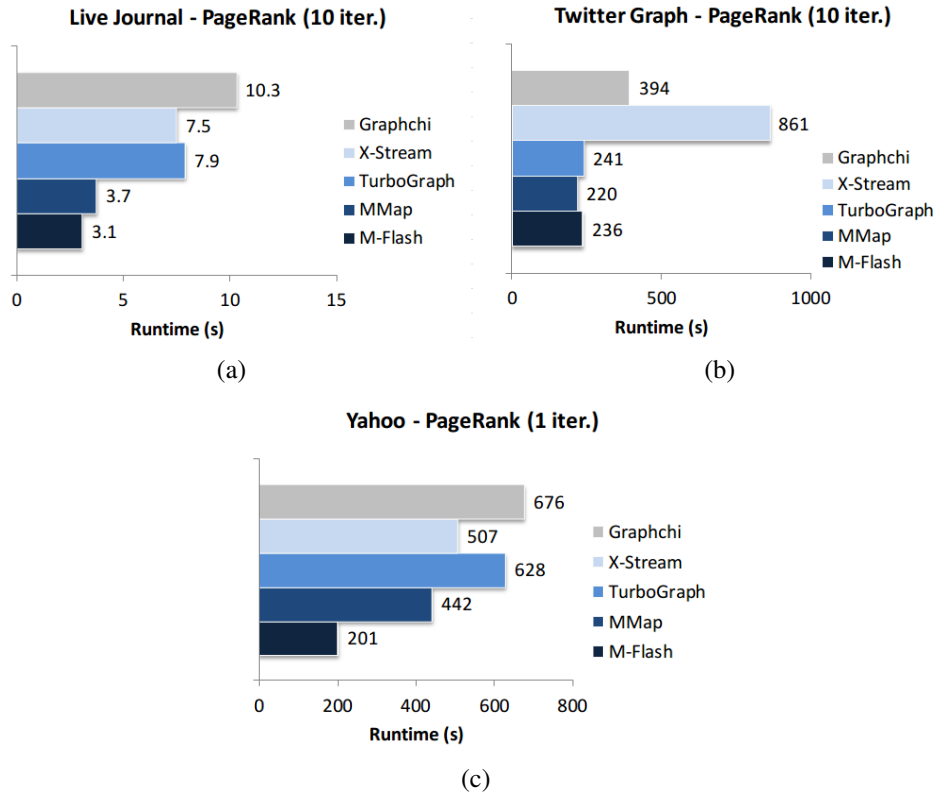 Live Journal - PageRank (10 iter.)
10.3
7.5
7.9
3.7
3.1
Graphchi
X-Stream
TurboGraph
MMap
M-Flash
0 5 10 15
Runtime (s)
(a)
Twitter Graph - PageRank (10 iter.)
394
861
241
220
236
Graphchi
X-Stream
TurboGraph
MMap
M-Flash
0 500 1000
Runtime (s)
(b)
Yahoo - PageRank (1 iter.)
676
507
628
442
201
Graphchi
X-Stream
TurboGraph
MMap
M-Flash
0 200 400 600 800
Runtime (s)
(c)